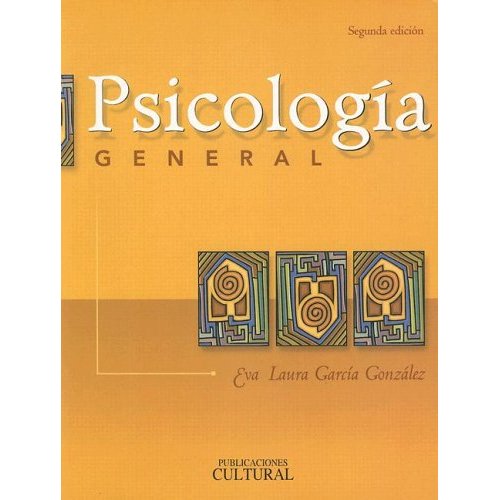 Segunda edición
Psicología
GENERAL
Eva Laura García González
PUBLICACIONES
CULTURAL